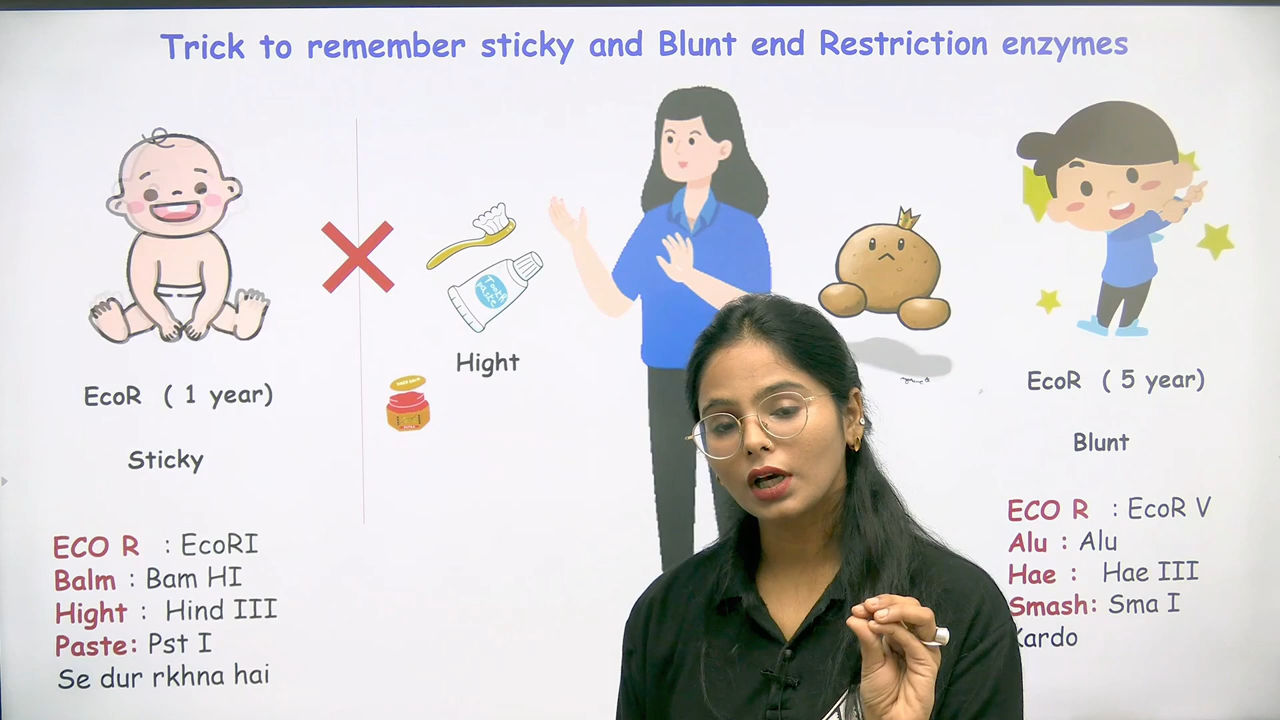 Trick to remember sticky and Blunt end Restriction enzymes
Tooth
paste
Hight
EcoR ( 1 year)
Sticky
ECO R : EcoRI
Balm : Bam HI
Hight : Hind III
Paste: Pst I
Se dur rkhna hai
EcoR ( 5 year)
Blunt
ECO R : EcoR V
Alu : Alu
Hae : Hae III
Smash: Sma I
Kardo